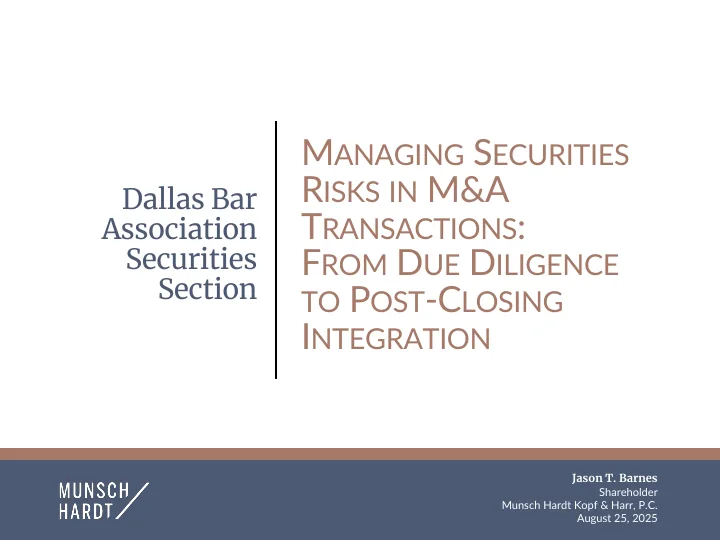 Dallas Bar
Association
Securities
Section
MANAGING SECURITIES
RISKS IN M&A
TRANSACTIONS:
FROM DUE DILIGENCE
TO POST-CLOSING
INTEGRATION
MUNSCH
HARDT
Jason T. Barnes
Shareholder
Munsch Hardt Kopf & Harr, P.C.
August 25, 2025